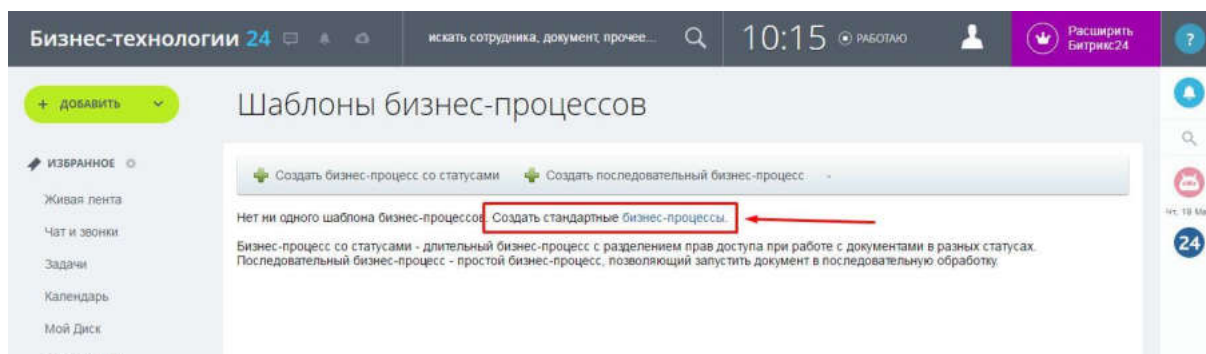 Бизнес-технологии 24
искать сотрудника, документ, прочее...
10:15
РАБОТАЮ
Расширить
Битрикс24
?
+ ДОБАВИТЬ
Шаблоны бизнес-процессов
ИЗБРАННОЕ
Создать бизнес-процесс со статусами
Создать последовательный бизнес-процесс
Живая лента
Нет ни одного шаблона бизнес-процессов. Создать стандартные бизнес-процессы.
Чат и звонки
Бизнес-процесс со статусами - длительный бизнес-процесс с разделением прав доступа при работе с документами в разных статусах.
Последовательный бизнес-процесс - простой бизнес-процесс, позволяющий запустить документ в последовательную обработку.
24
Задачи
Календарь
Мой Диск